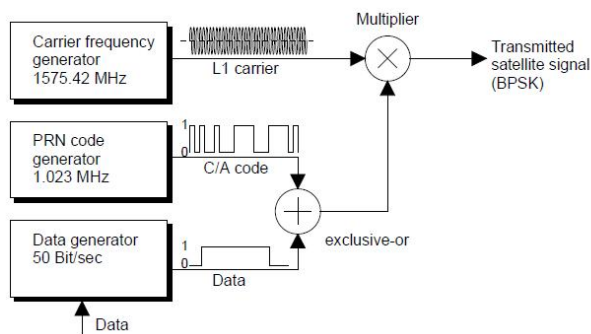 Carrier frequency
generator
1575.42 MHz
L1 carrier
Multiplier
Transmitted
satellite signal
(BPSK)
PRN code
generator
1.023 MHz
1
0
C/A code
exclusive-or
Data generator
50 Bit/sec
1
0
Data
Data